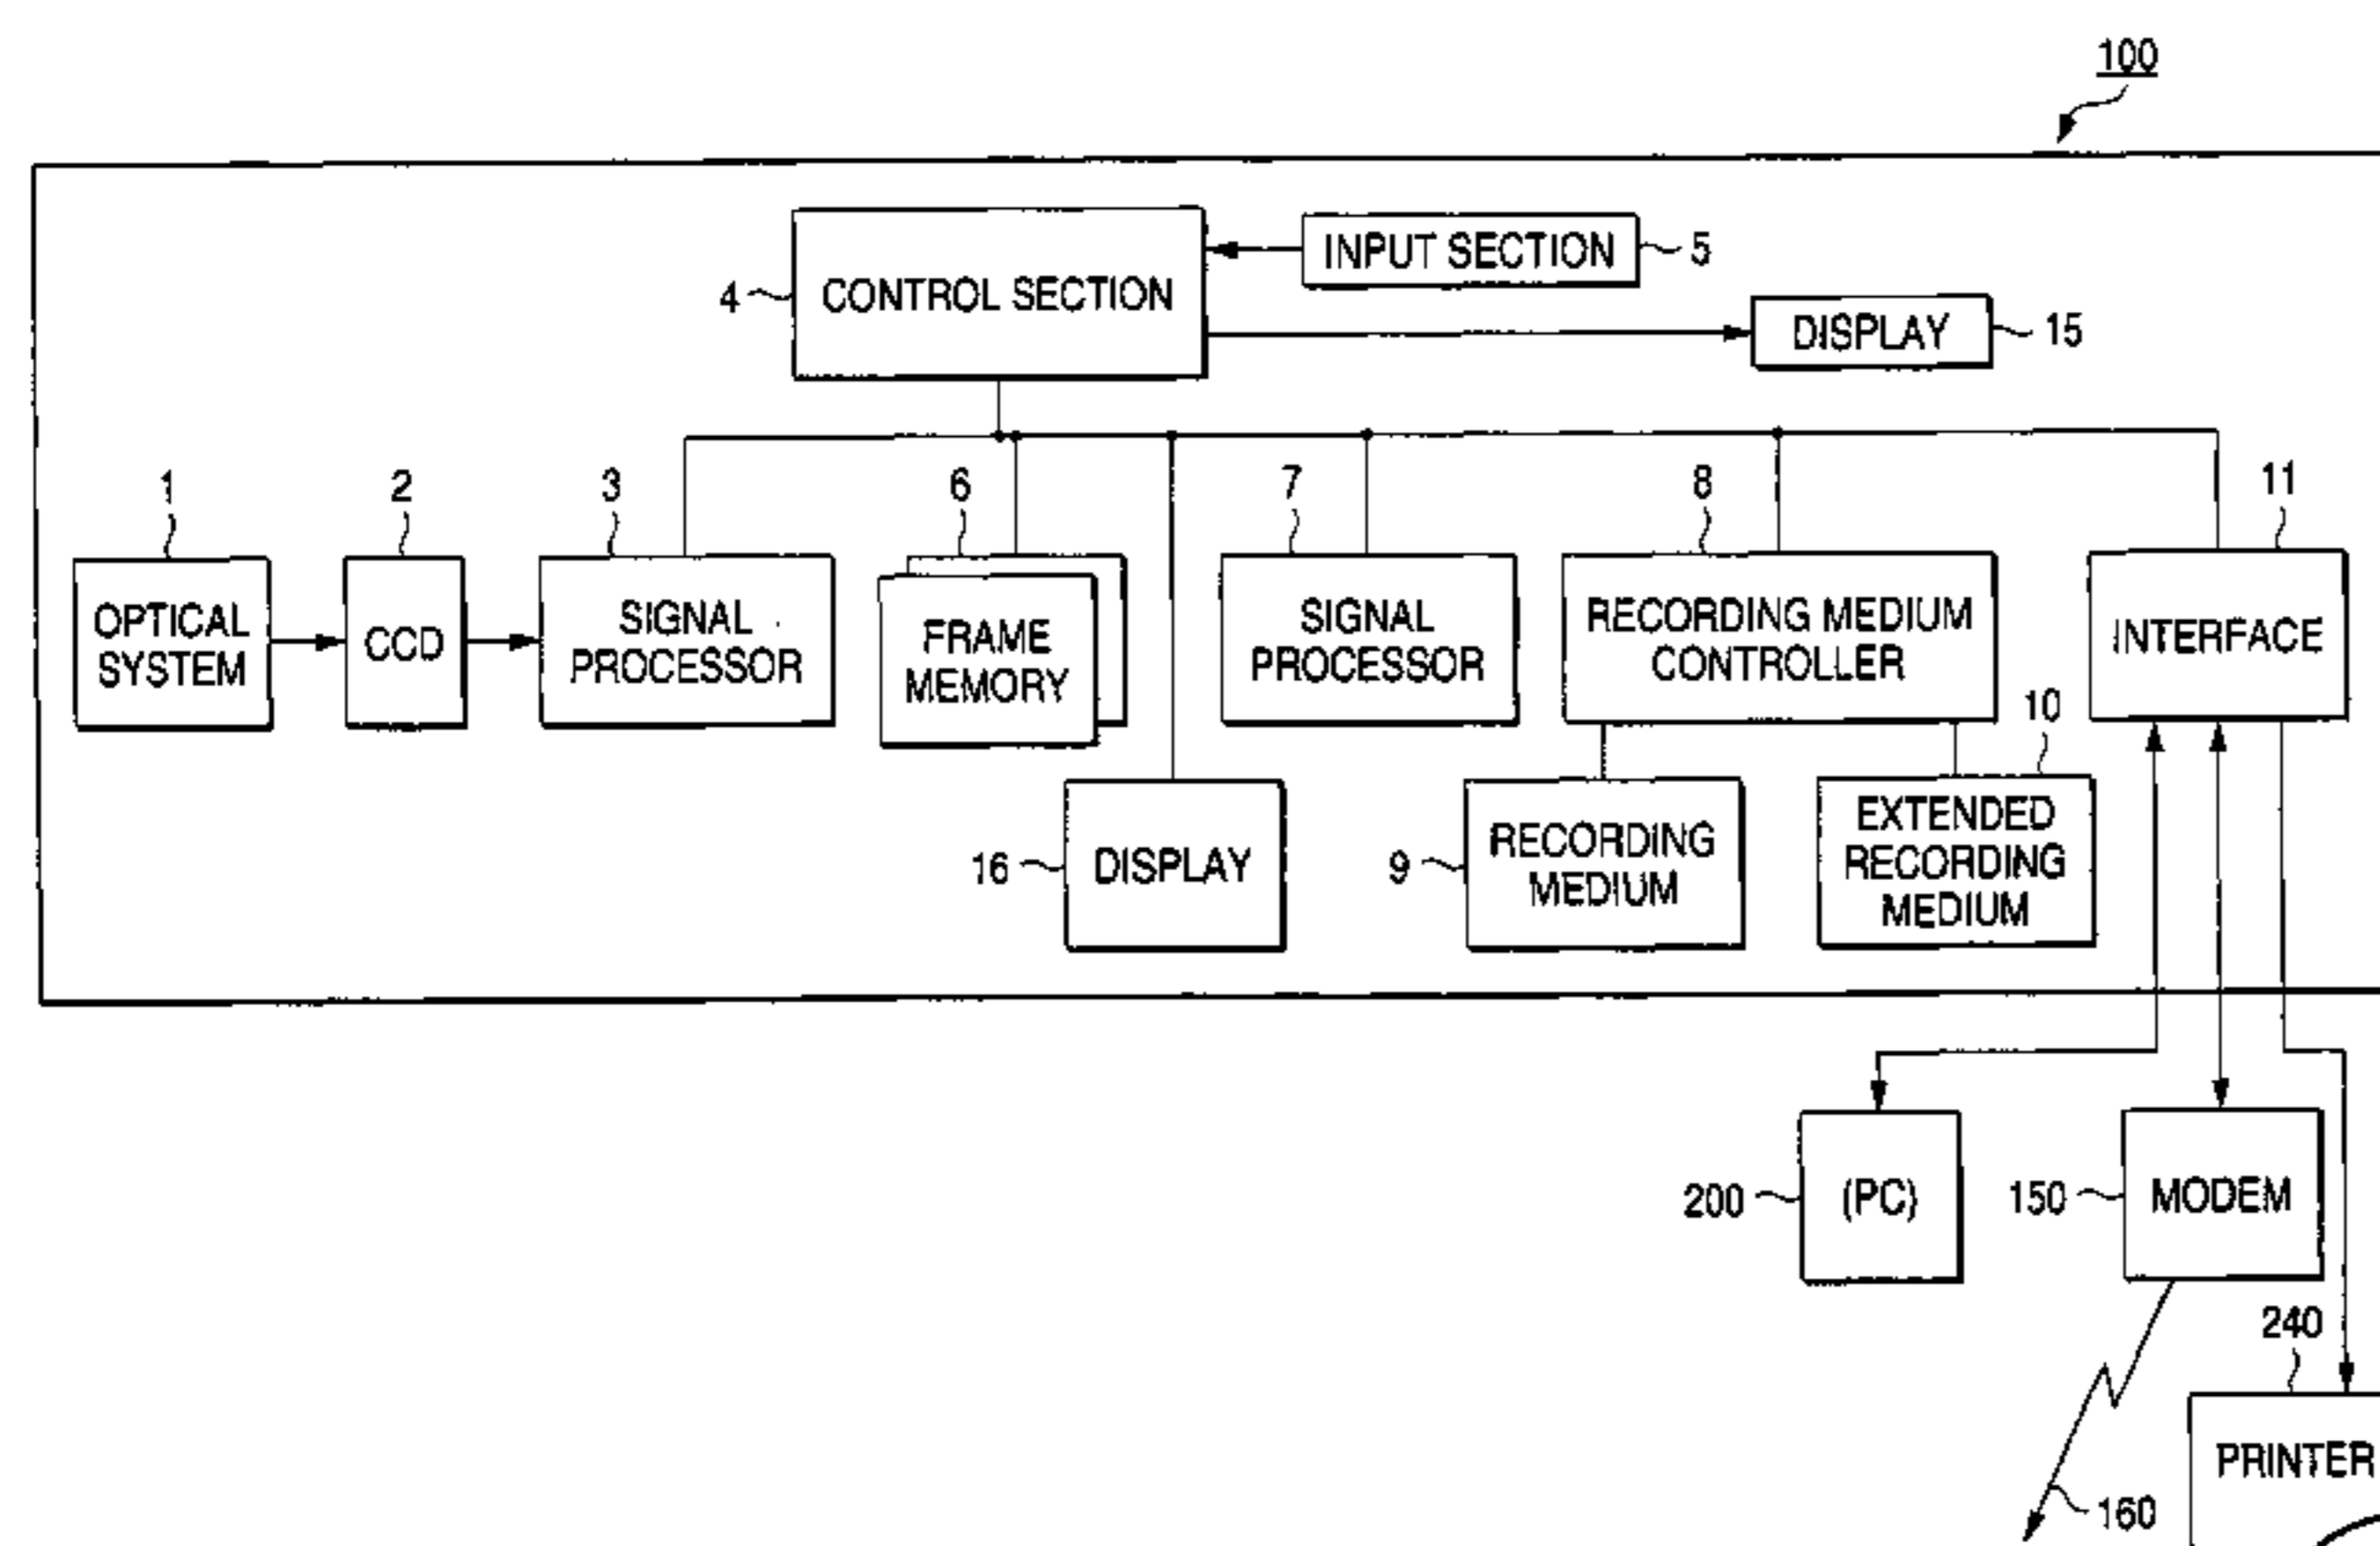 100
INPUT SECTION
5
4
CONTROL SECTION
DISPLAY
15
1
2
3
6
7
8
11
OPTICAL
SYSTEM
CCD
SIGNAL
PROCESSOR
FRAME
MEMORY
SIGNAL
PROCESSOR
RECORDING MEDIUM
CONTROLLER
INTERFACE
10
16
DISPLAY
9
RECORDING
MEDIUM
EXTENDED
RECORDING
MEDIUM
200
(PC)
150
MODEM
240
PRINTER
160